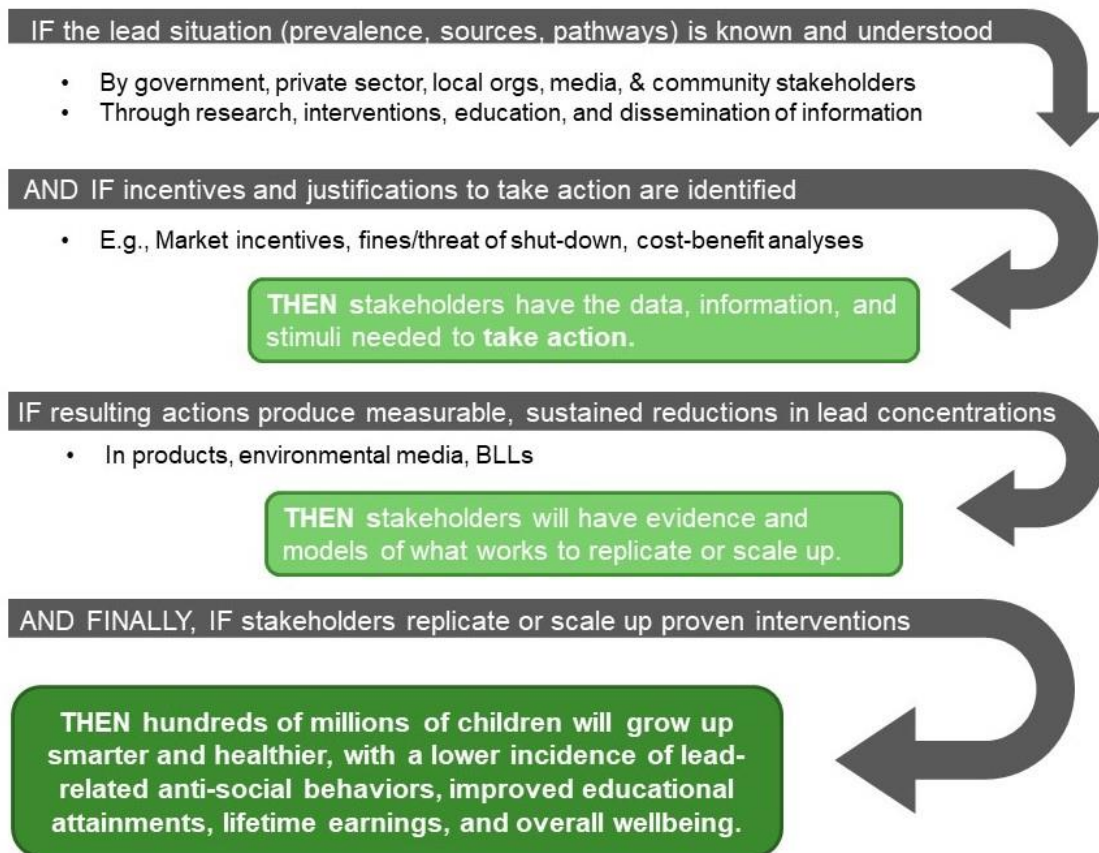 IF the lead situation (prevalence, sources, pathways) is known and understood
• By government, private sector, local orgs, media, & community stakeholders
• Through research, interventions, education, and dissemination of information
AND IF incentives and justifications to take action are identified
• E.g., Market incentives, fines/threat of shut-down, cost-benefit analyses
THEN stakeholders have the data, information, and
stimuli needed to take action.
IF resulting actions produce measurable, sustained reductions in lead concentrations
• In products, environmental media, BLLs
THEN stakeholders will have evidence and
models of what works to replicate or scale up.
AND FINALLY, IF stakeholders replicate or scale up proven interventions
THEN hundreds of millions of children will grow up
smarter and healthier, with a lower incidence of lead-
related anti-social behaviors, improved educational
attainments, lifetime earnings, and overall wellbeing.